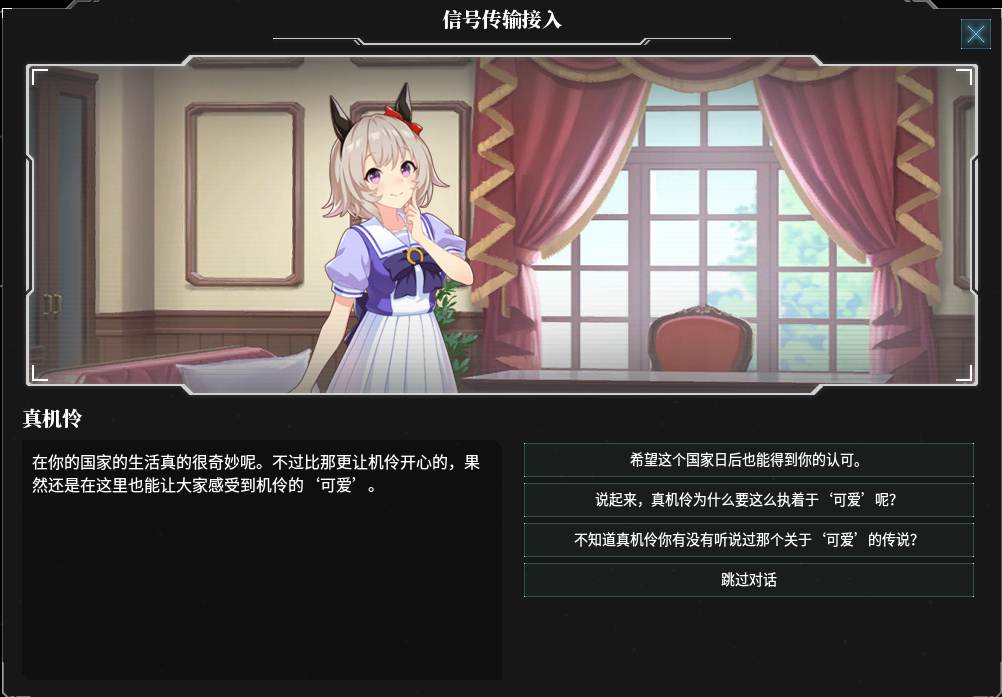 信号传输接入
真机伶
在你的国家的生活真的很奇妙呢。不过比那更让机伶开心的，果
然还是在这里也能让大家感受到机伶的‘可爱’。
希望这个国家日后也能得到你的认可。
说起来，真机伶为什么要这么执着于‘可爱’呢？
不知道真机伶你有没有听说过那个关于‘可爱’的传说？
跳过对话